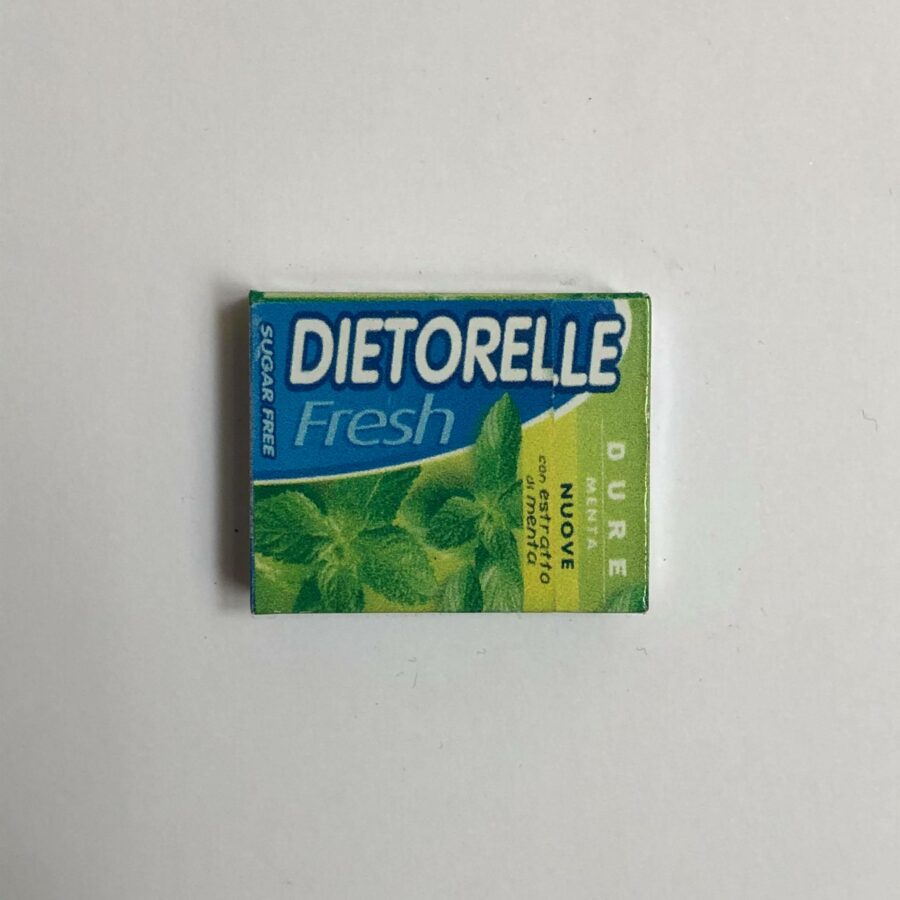 SUGAR FREE
DIETORELLE
Fresh
DURE
MENTA
NUOVE
con estratto
di menta